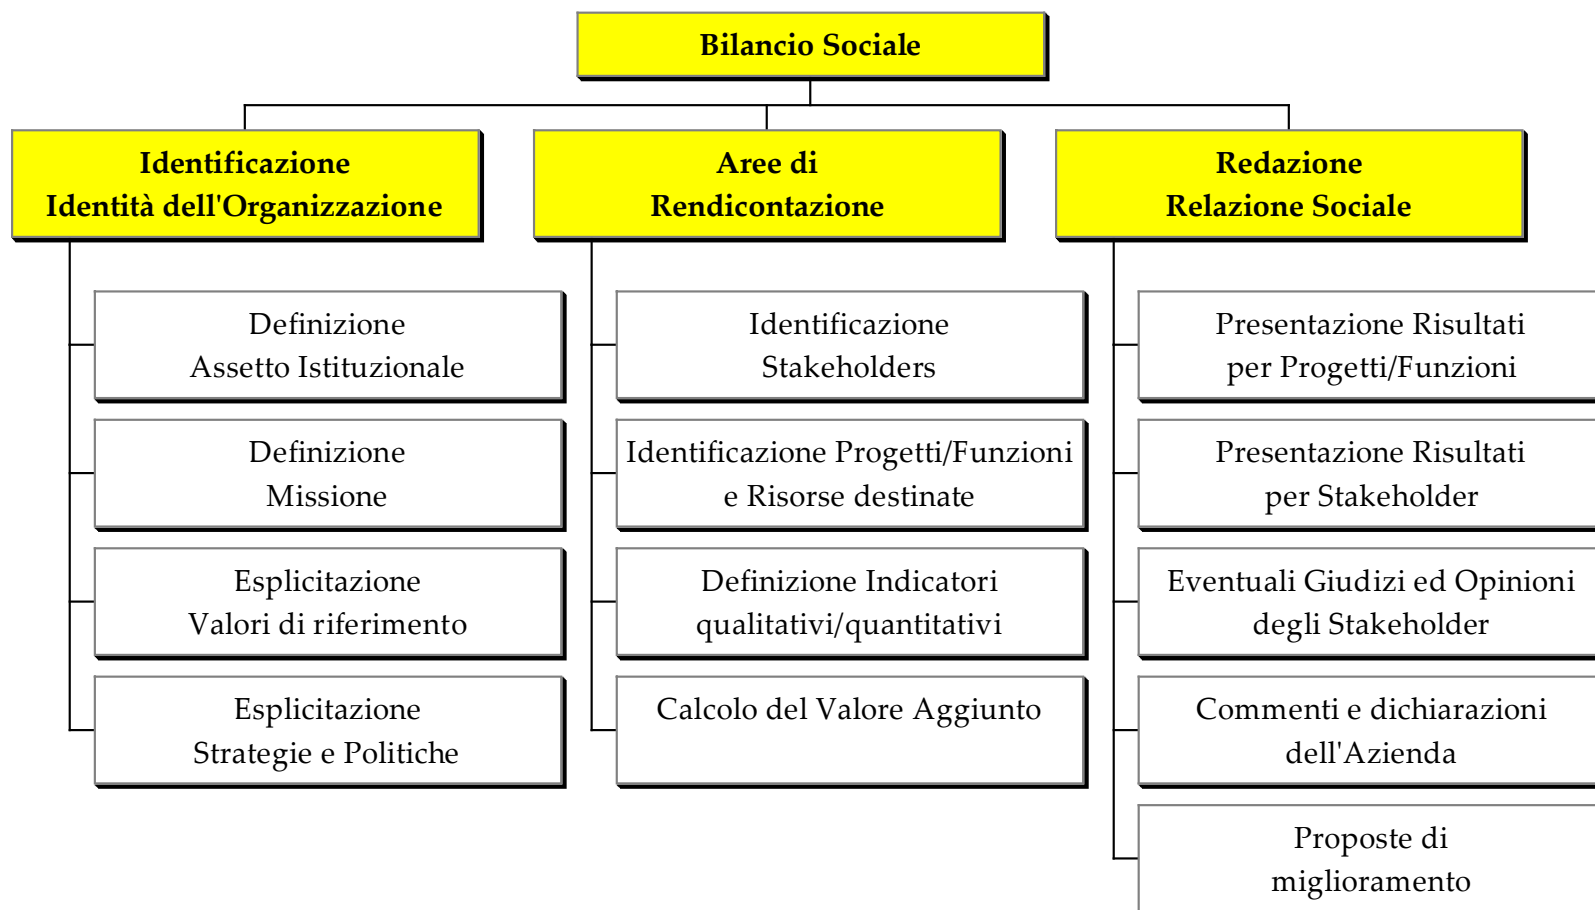 Bilancio Sociale
Identificazione
Identità dell'Organizzazione
Definizione
Assetto Istituzionale
Definizione
Missione
Esplicitazione
Valori di riferimento
Esplicitazione
Strategie e Politiche
Aree di
Rendicontazione
Identificazione
Stakeholders
Identificazione Progetti/Funzioni
e Risorse destinate
Definizione Indicatori
qualitativi/quantitativi
Calcolo del Valore Aggiunto
Redazione
Relazione Sociale
Presentazione Risultati
per Progetti/Funzioni
Presentazione Risultati
per Stakeholder
Eventuali Giudizi ed Opinioni
degli Stakeholder
Commenti e dichiarazioni
dell'Azienda
Proposte di
miglioramento